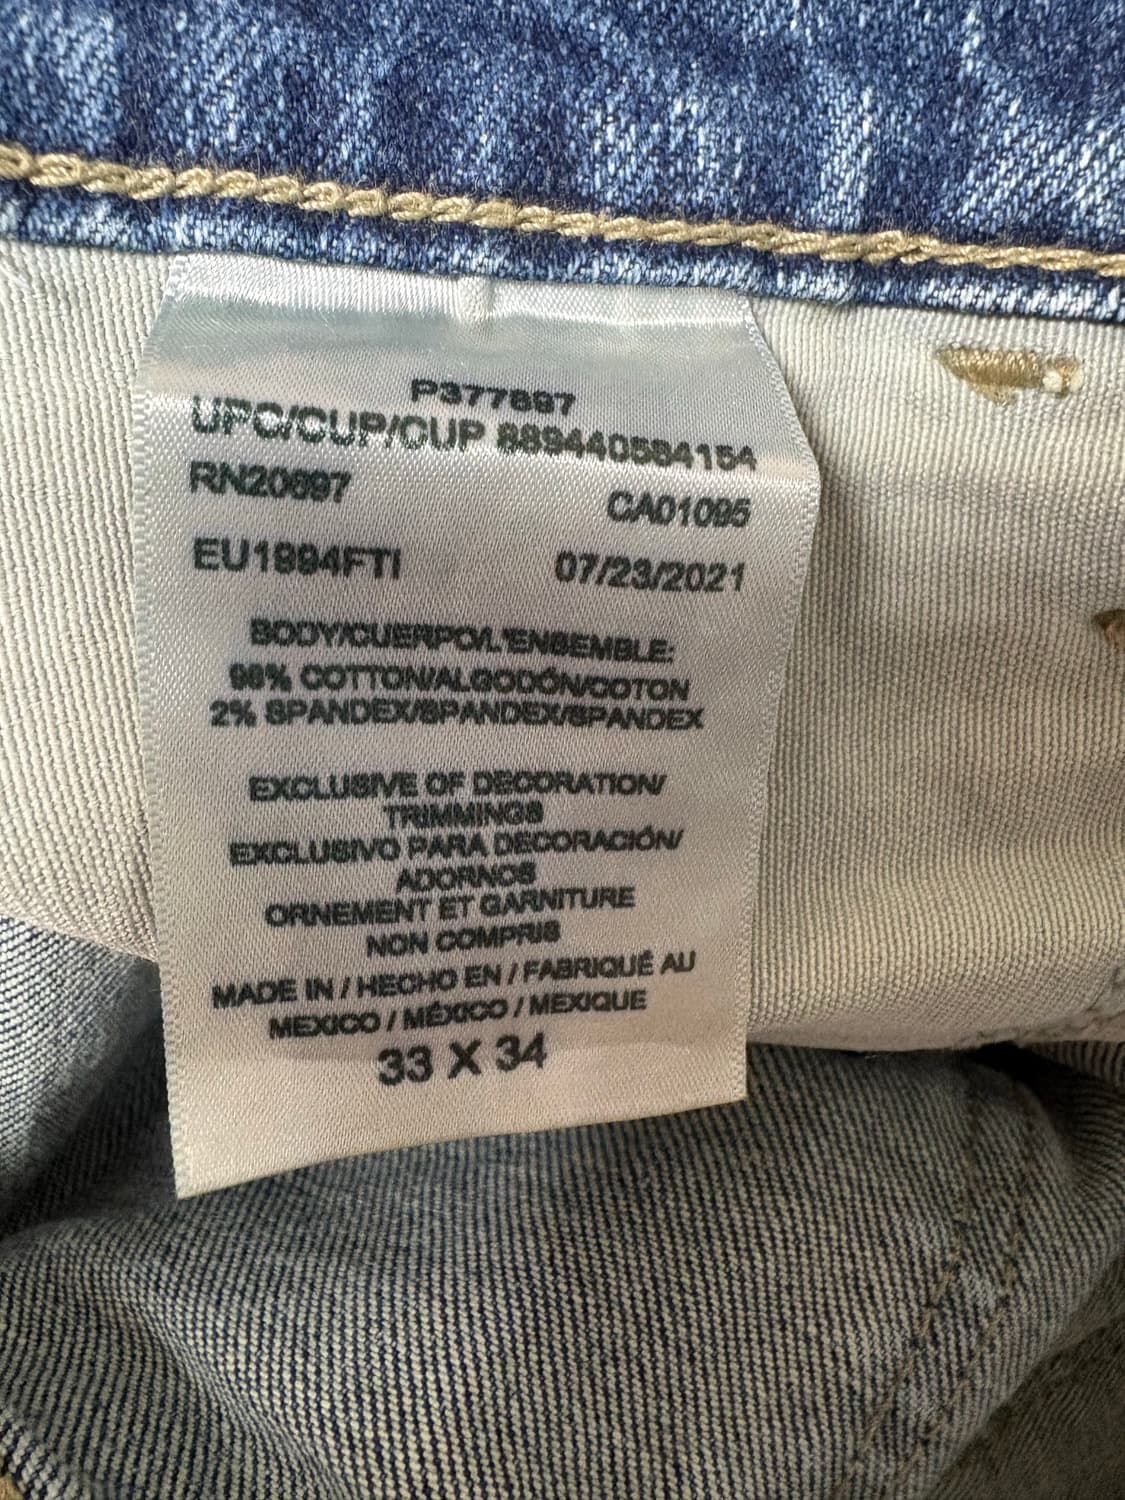 P377697
UPC/CUP/CUP 889440584154
RN20697
CA01095
EU1894FTI
07/23/2021
BODY/CUERPO/L'ENSEMBLE:
98% COTTON/ALGODÓN/COTON
2% SPANDEX/SPANDEX/SPANDEX
EXCLUSIVE OF DECORATION/
TRIMMINGS
EXCLUSIVO PARA DECORACIÓN/
ADORNOS
ORNEMENT ET GARNITURE
NON COMPRIS
MADE IN / HECHO EN / FABRIQUÉ AU
MEXICO / MÉXICO / MEXIQUE
33 X 34